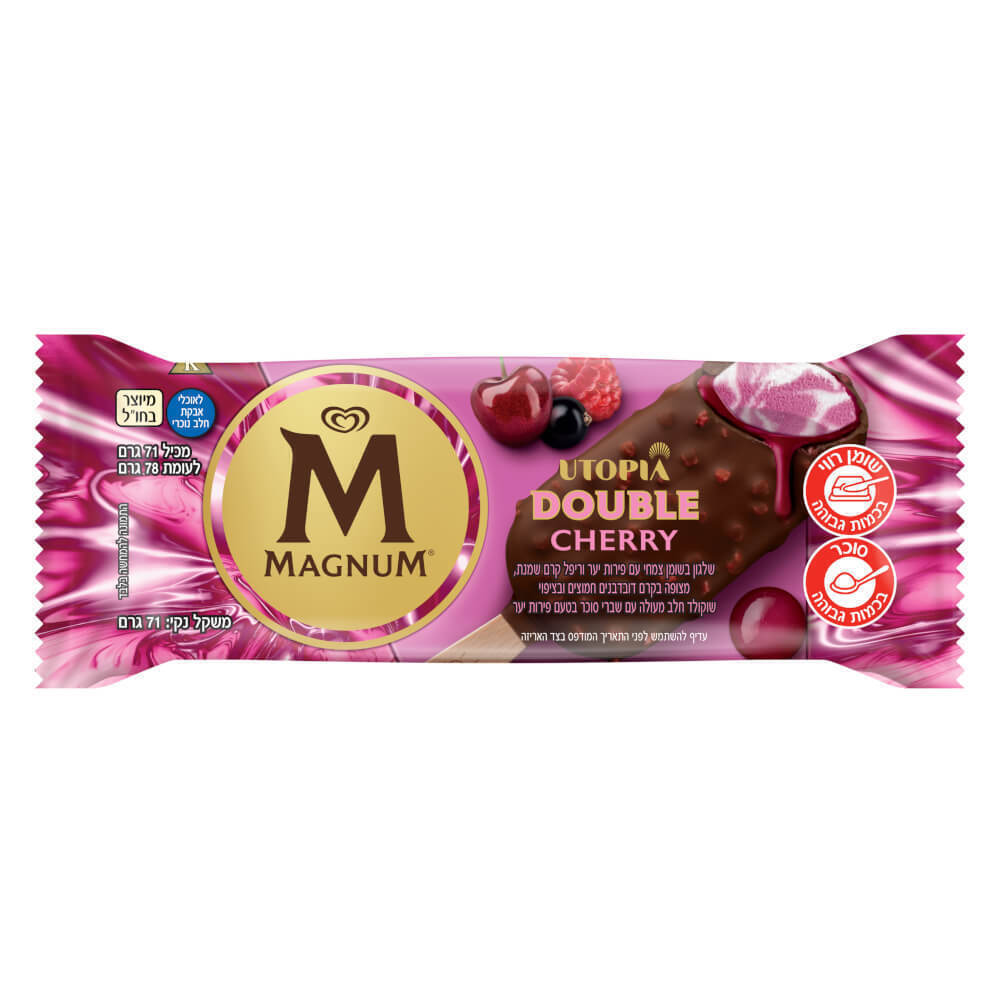 K
מיוצר
בחו"ל
לאוכלי
אבקת
חלב נוכרי
מכיל 71 גרם
לעומת 78 גרם
התמונה להמחשה בלבד
משקל נקי: 71 גרם
M
MAGNUM®
UTOPIA
DOUBLE
CHERRY
שלגון בשומן צמחי עם פירות יער וריפל קרם שמנת,
מצופה בקרם דובדבנים חמוצים ובציפוי
שוקולד חלב מעולה עם שברי סוכר בטעם פירות יער
עדיף להשתמש לפני התאריך המודפס בצד האריזה
שומן רווי
בכמות גבוהה
סוכר
בכמות גבוהה